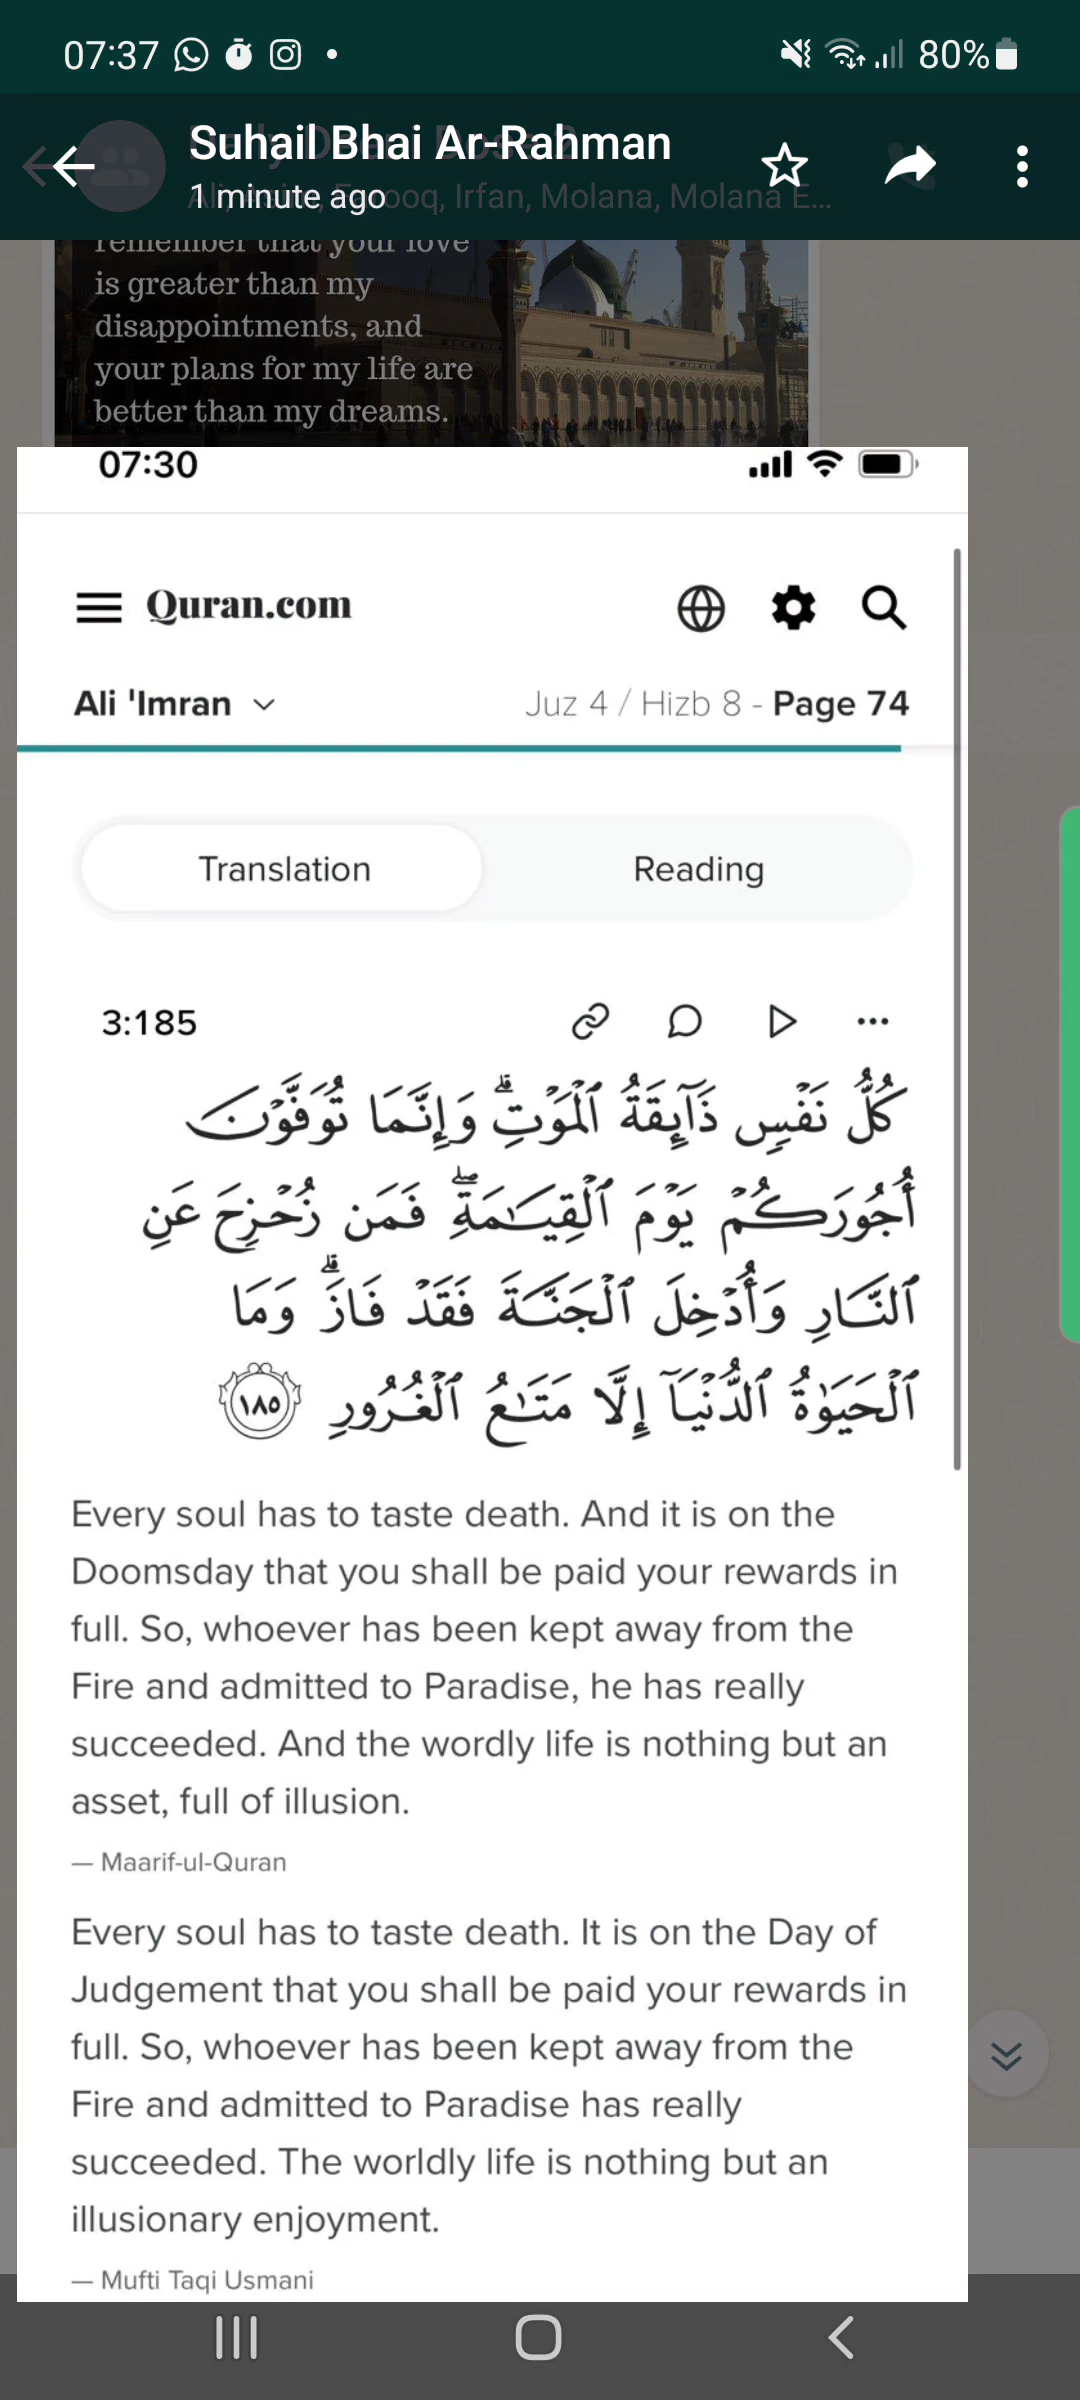 07:37
80%
Suhail Bhai Ar-Rahman
1 minute ago
Irfan, Molana, Molana E...
remember that your love
is greater than my
disappointments, and
your plans for my life are
better than my dreams.
07:30
Quran.com
Ali 'Imran
Juz 4 / Hizb 8 - Page 74
Translation
Reading
3:185
كُلُّ نَفْسٍ ذَآئِقَةُ ٱلْمَوْتِ ۗ وَإِنَّمَا تُوَفَّوْنَ
أُجُورَكُمْ يَوْمَ ٱلْقِيَـٰمَةِ ۖ فَمَن زُحْزِحَ عَنِ
ٱلنَّارِ وَأُدْخِلَ ٱلْجَنَّةَ فَقَدْ فَازَ ۗ وَمَا
ٱلْحَيَوٰةُ ٱلدُّنْيَآ إِلَّا مَتَـٰعُ ٱلْغُرُورِ ١٨٥
Every soul has to taste death. And it is on the
Doomsday that you shall be paid your rewards in
full. So, whoever has been kept away from the
Fire and admitted to Paradise, he has really
succeeded. And the wordly life is nothing but an
asset, full of illusion.
— Maarif-ul-Quran
Every soul has to taste death. It is on the Day of
Judgement that you shall be paid your rewards in
full. So, whoever has been kept away from the
Fire and admitted to Paradise has really
succeeded. The worldly life is nothing but an
illusionary enjoyment.
— Mufti Taqi Usmani